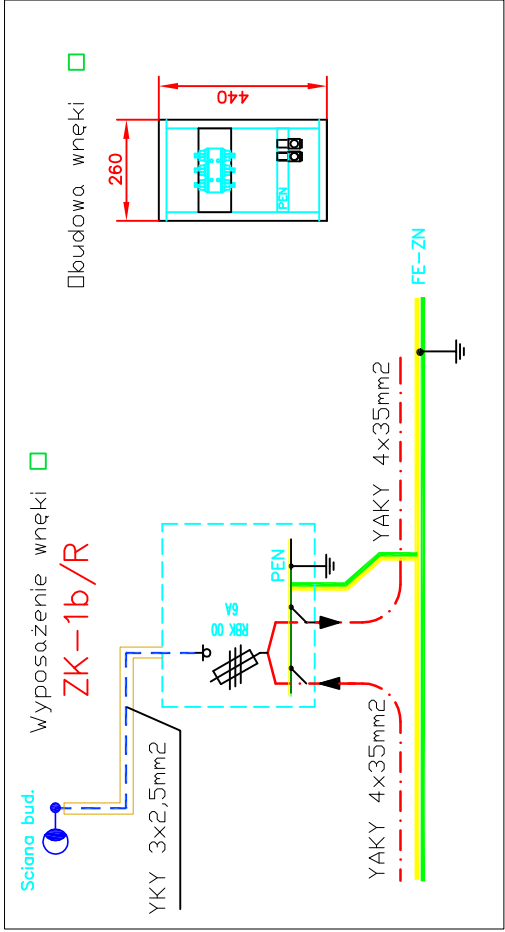 Sciana bud.
Wyposażenie wnęki
ZK-1b/R
YKY 3x2,5mm2
RBK 00
6A
PEN
YAKY 4x35mm2
YAKY 4x35mm2
FE-ZN
Obudowa wnęki
260
440
PEN